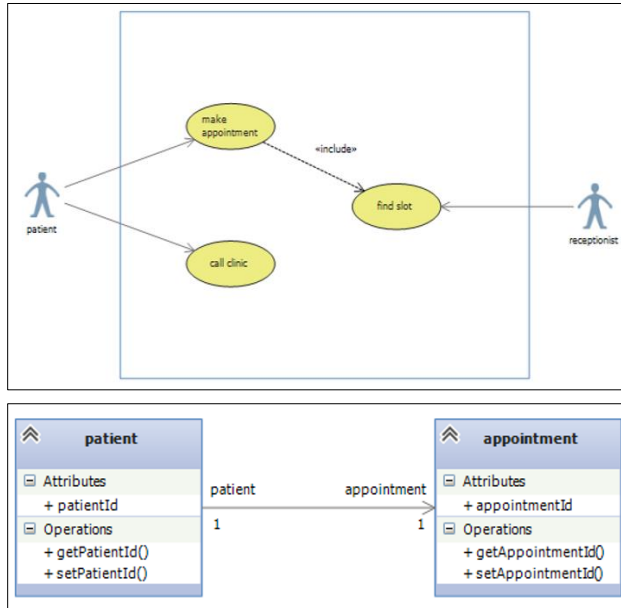 make
appointment
«include»
find slot
patient
receptionist
call clinic
patient
Attributes
+ patientId
Operations
+ getPatientId()
+ setPatientId()
patient
appointment
1
1
appointment
Attributes
+ appointmentId
Operations
+ getAppointmentId()
+ setAppointmentId()